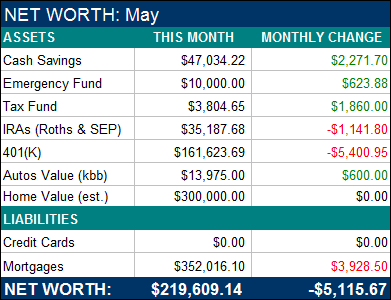 NET WORTH: May
ASSETS THIS MONTH MONTHLY CHANGE
Cash Savings $47,034.22 $2,271.70
Emergency Fund $10,000.00 $623.88
Tax Fund $3,804.65 $1,860.00
IRAs (Roths & SEP) $35,187.68 -$1,141.80
401(K) $161,623.69 -$5,400.95
Autos Value (kbb) $13,975.00 $600.00
Home Value (est.) $300,000.00 $0.00
LIABILITIES
Credit Cards $0.00 $0.00
Mortgages $352,016.10 $3,928.50
NET WORTH: $219,609.14 -$5,115.67